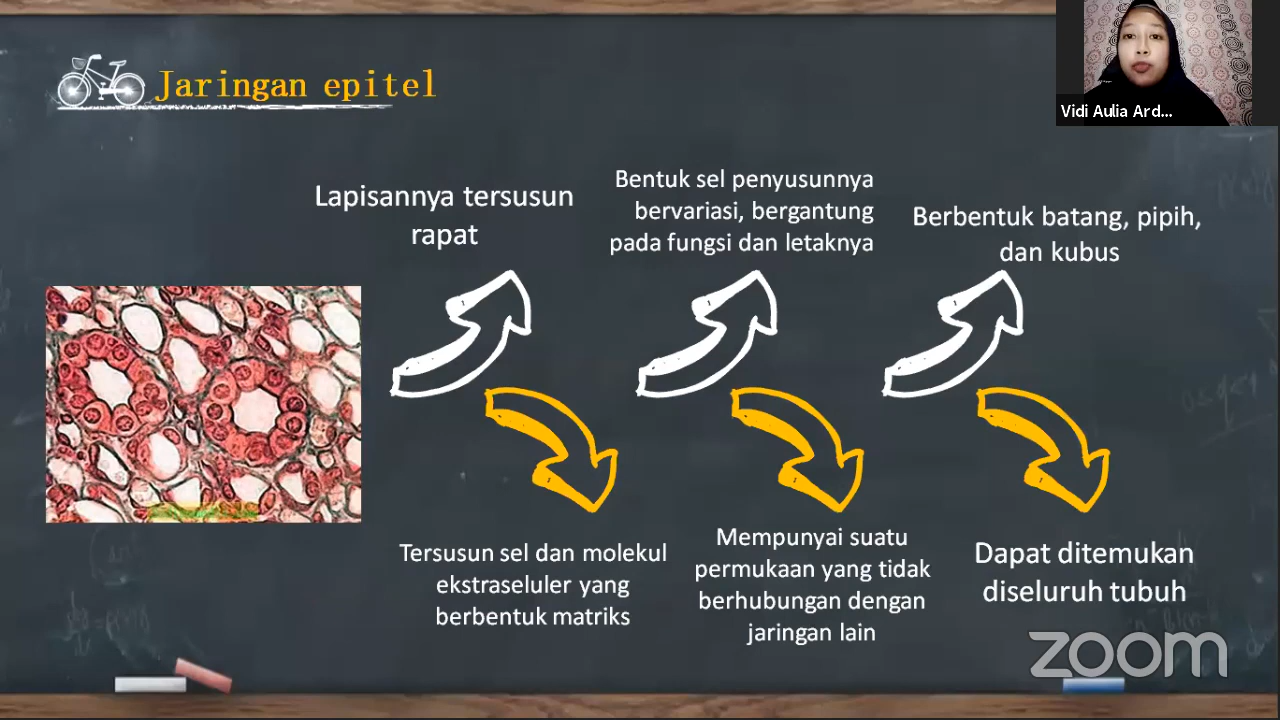 Jaringan epitel
Vidi Aulia Ard...
Lapisannya tersusun
rapat
Bentuk sel penyusunnya
bervariasi, bergantung
pada fungsi dan letaknya
Berbentuk batang, pipih,
dan kubus
Tersusun sel dan molekul
ekstraseluler yang
berbentuk matriks
Mempunyai suatu
permukaan yang tidak
berhubungan dengan
jaringan lain
Dapat ditemukan
diseluruh tubuh
zoom